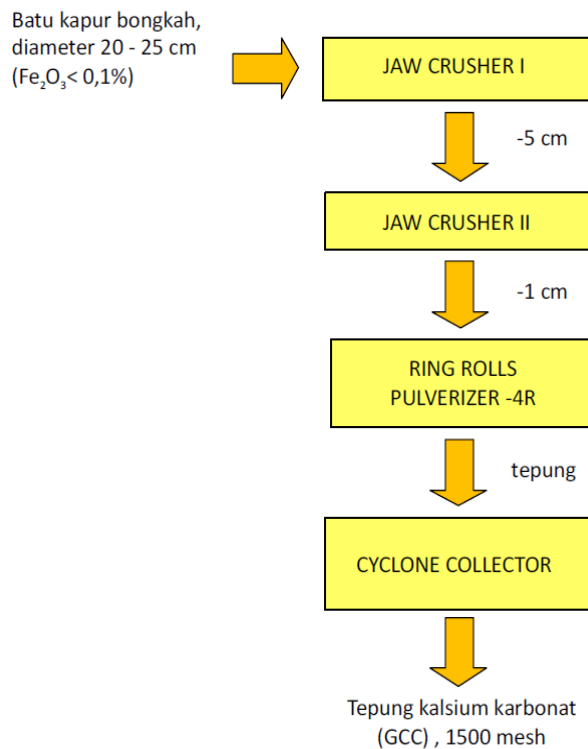 Batu kapur bongkah,
diameter 20 - 25 cm
(Fe₂O₃< 0,1%)
JAW CRUSHER I
-5 cm
JAW CRUSHER II
-1 cm
RING ROLLS
PULVERIZER -4R
tepung
CYCLONE COLLECTOR
Tepung kalsium karbonat
(GCC) , 1500 mesh